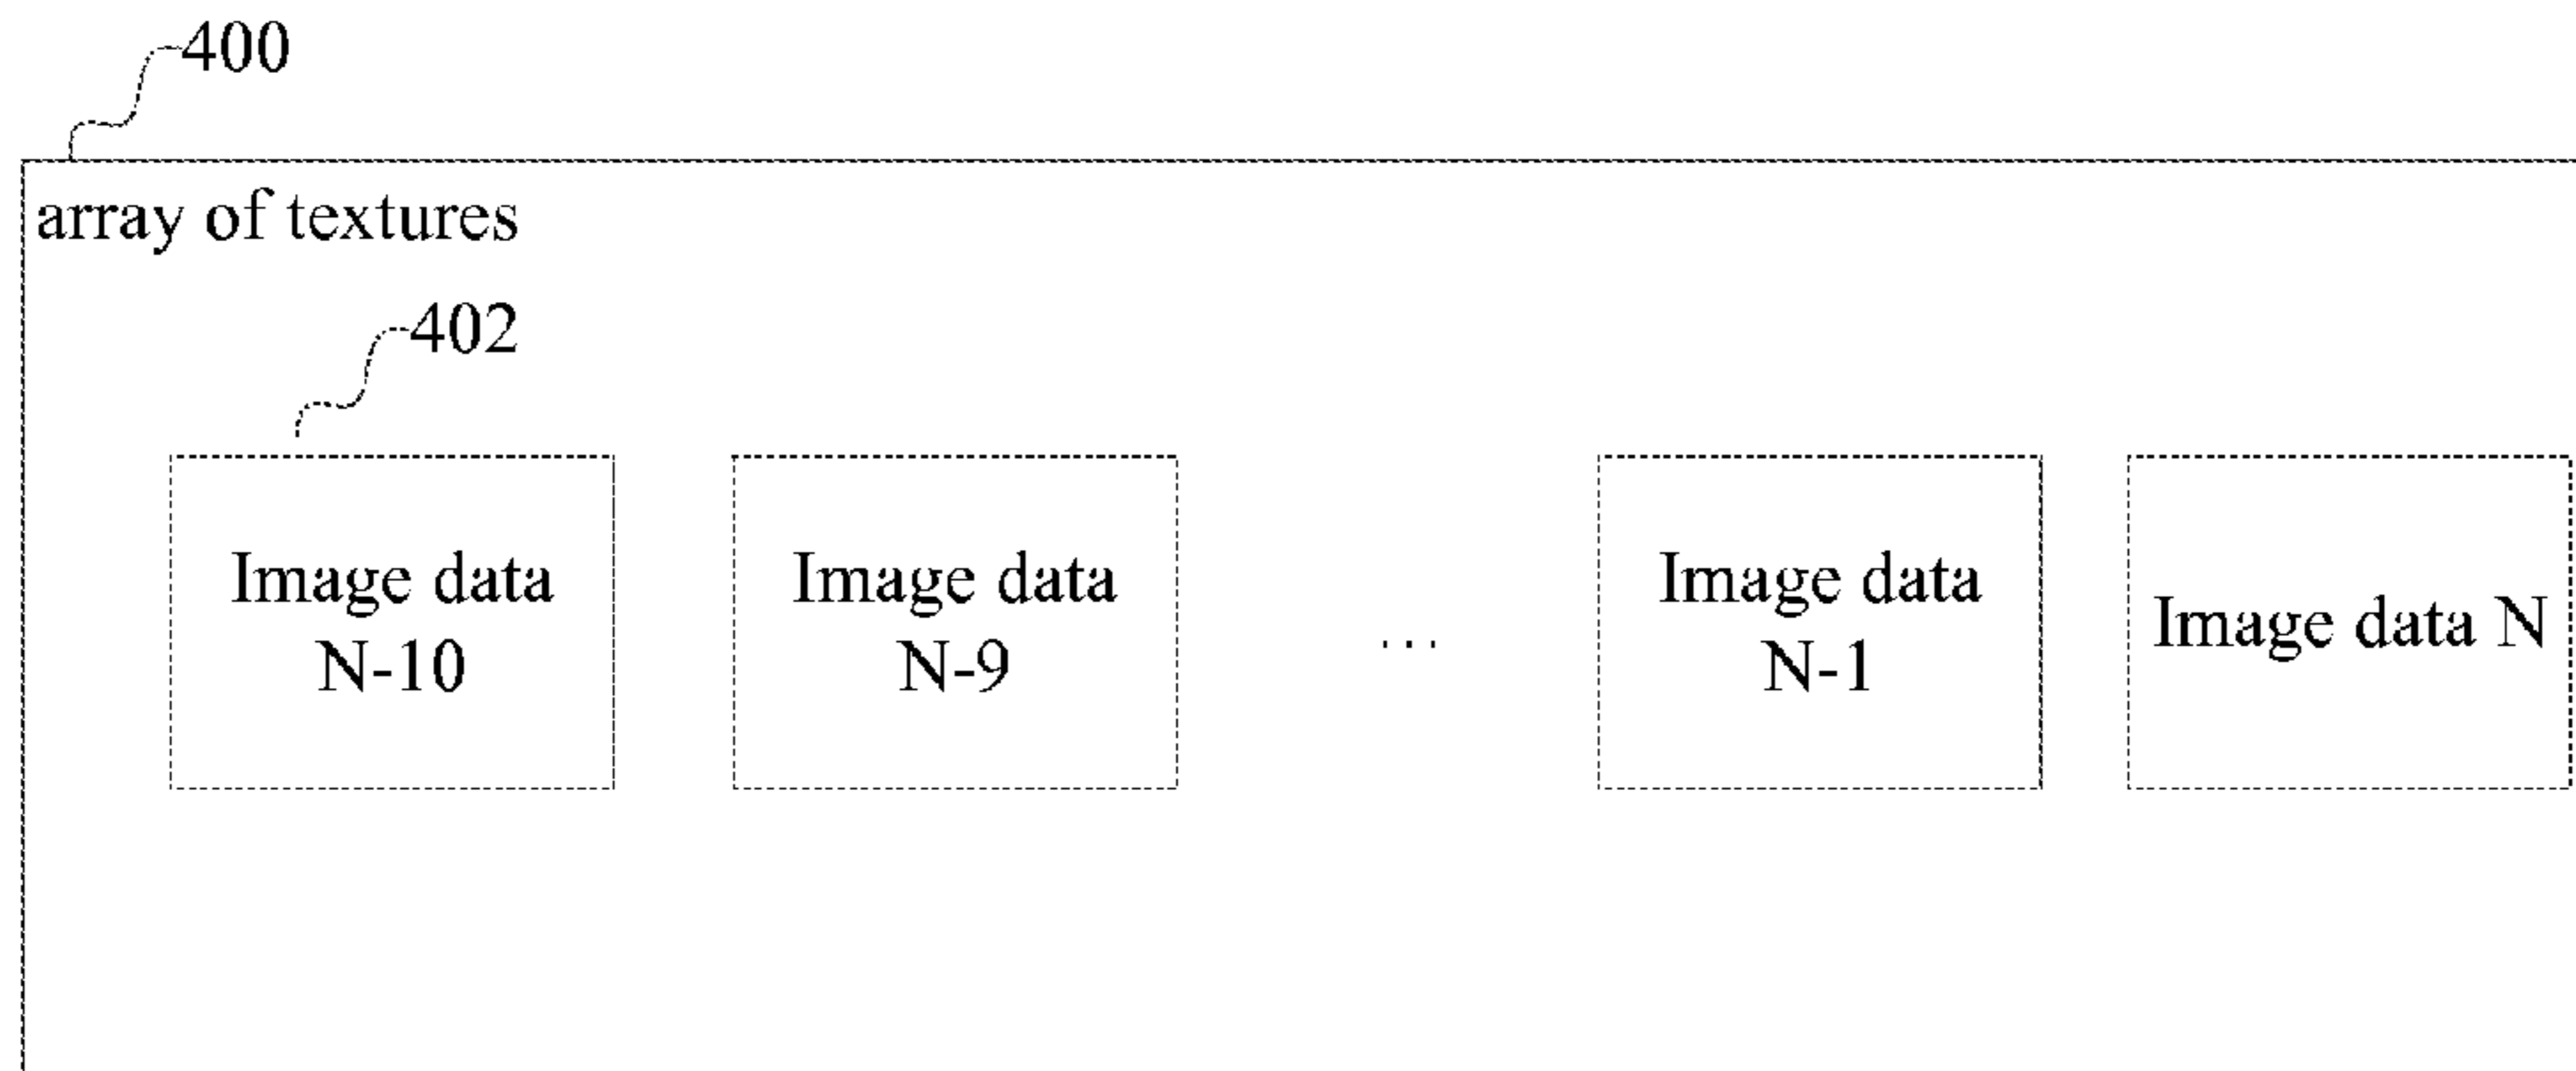 400
array of textures
402
Image data
N-10
Image data
N-9
...
Image data
N-1
Image data N